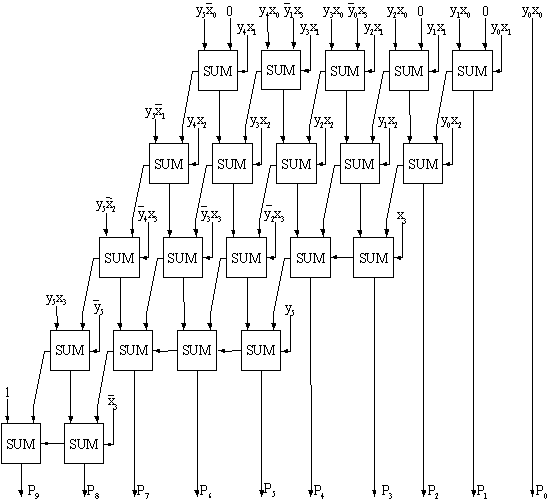 y₅x̄₀ 0 y₄x₀ ȳ₁x₃ y₃x₀ ȳ₀x₃ y₂x₀ 0 y₁x₀ 0 y₀x₀
y₄x₁ y₃x₁ y₂x₁ y₁x₁ y₀x₁
SUM SUM SUM SUM SUM
y₅x̄₁ y₄x₂ y₃x₂ y₂x₂ y₁x₂ y₀x₂
SUM SUM SUM SUM SUM
y₅x̄₂ ȳ₄x₃ ȳ₃x₃ ȳ₂x₃ x₃
SUM SUM SUM SUM SUM
y₅x₃ ȳ₅ y₅
SUM SUM SUM SUM
1 x̄₃
SUM SUM
P₉ P₈ P₇ P₆ P₅ P₄ P₃ P₂ P₁ P₀